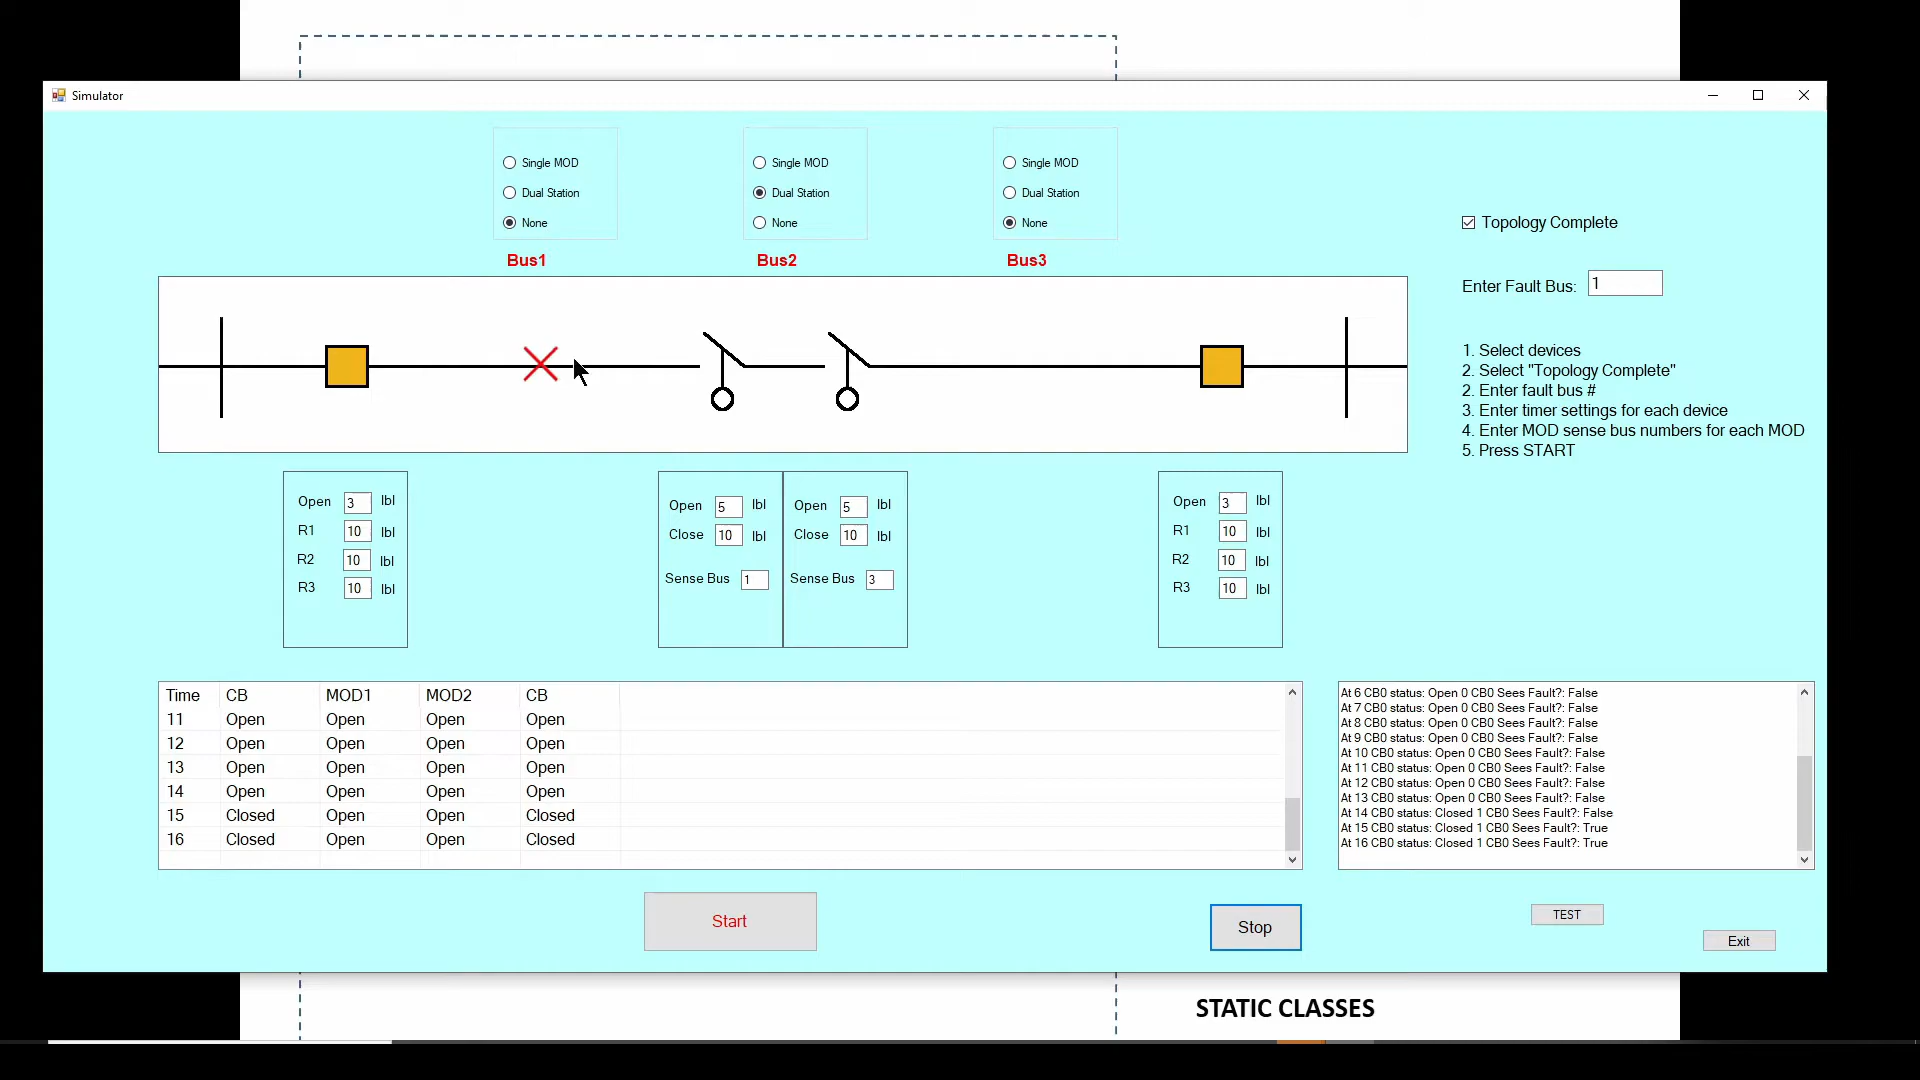 Simulator
Single MOD
Dual Station
None
Single MOD
Dual Station
None
Single MOD
Dual Station
None
Bus1
Bus2
Bus3
Topology Complete
Enter Fault Bus: 1
1. Select devices
2. Select "Topology Complete"
2. Enter fault bus #
3. Enter timer settings for each device
4. Enter MOD sense bus numbers for each MOD
5. Press START
Open 3 lbl
R1 10 lbl
R2 10 lbl
R3 10 lbl
Open 5 lbl
Close 10 lbl
Sense Bus 1
Open 5 lbl
Close 10 lbl
Sense Bus 3
Open 3 lbl
R1 10 lbl
R2 10 lbl
R3 10 lbl
Time CB MOD1 MOD2 CB
11 Open Open Open Open
12 Open Open Open Open
13 Open Open Open Open
14 Open Open Open Open
15 Closed Open Open Closed
16 Closed Open Open Closed
At 6 CB0 status: Open 0 CB0 Sees Fault?: False
At 7 CB0 status: Open 0 CB0 Sees Fault?: False
At 8 CB0 status: Open 0 CB0 Sees Fault?: False
At 9 CB0 status: Open 0 CB0 Sees Fault?: False
At 10 CB0 status: Open 0 CB0 Sees Fault?: False
At 11 CB0 status: Open 0 CB0 Sees Fault?: False
At 12 CB0 status: Open 0 CB0 Sees Fault?: False
At 13 CB0 status: Open 0 CB0 Sees Fault?: False
At 14 CB0 status: Closed 1 CB0 Sees Fault?: False
At 15 CB0 status: Closed 1 CB0 Sees Fault?: True
At 16 CB0 status: Closed 1 CB0 Sees Fault?: True
Start
Stop
TEST
Exit
STATIC CLASSES